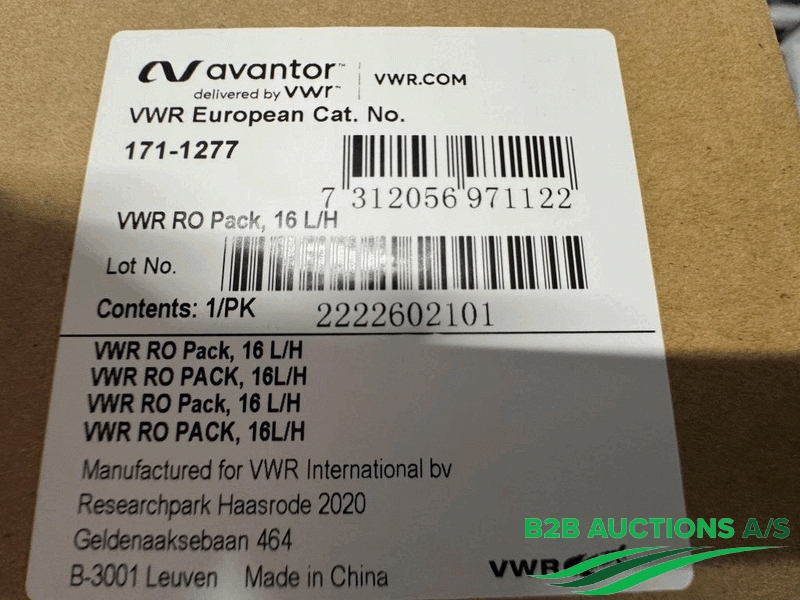 avantor™ | VWR.COM
delivered by vwr™
VWR European Cat. No.
171-1277
7 312056 971122
VWR RO Pack, 16 L/H
Lot No.
Contents: 1/PK
2222602101
VWR RO Pack, 16 L/H
VWR RO PACK, 16L/H
VWR RO Pack, 16 L/H
VWR RO PACK, 16L/H
Manufactured for VWR International bv
Researchpark Haasrode 2020
Geldenaaksebaan 464
B-3001 Leuven Made in China
B2B AUCTIONS A/S
VWR